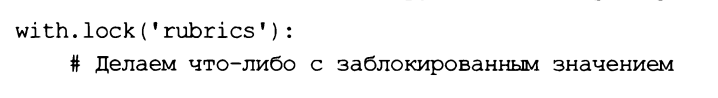 with.lock('rubrics'):
# Делаем что-либо с заблокированным значением